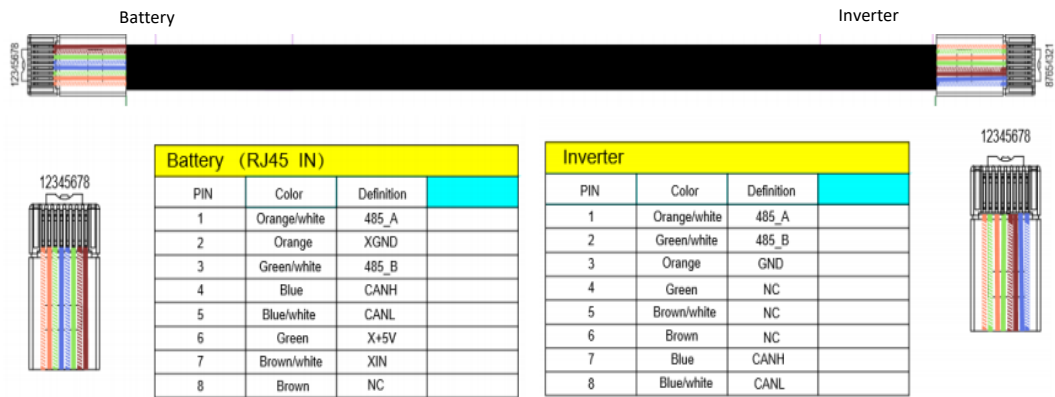 Battery
Inverter
12345678
87654321
12345678
12345678
Battery (RJ45 IN)
PIN Color Definition
1 Orange/white 485_A
2 Orange XGND
3 Green/white 485_B
4 Blue CANH
5 Blue/white CANL
6 Green X+5V
7 Brown/white XIN
8 Brown NC
Inverter
PIN Color Definition
1 Orange/white 485_A
2 Green/white 485_B
3 Orange GND
4 Green NC
5 Brown/white NC
6 Brown NC
7 Blue CANH
8 Blue/white CANL